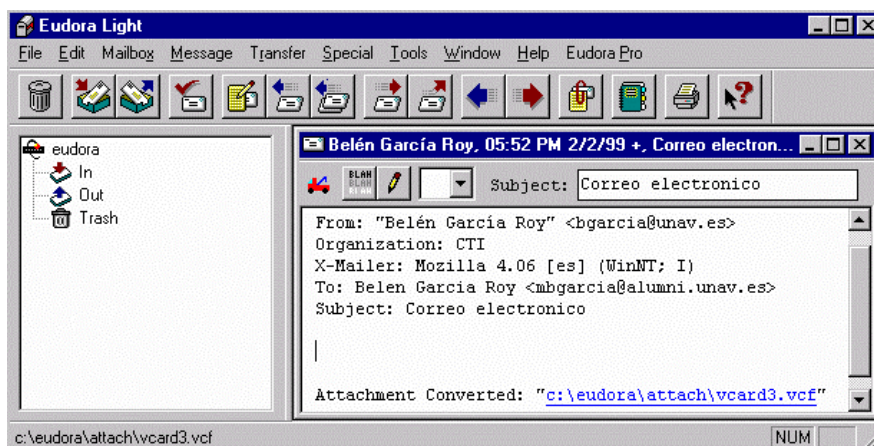 Eudora Light
File Edit Mailbox Message Transfer Special Tools Window Help Eudora Pro
eudora
In
Out
Trash
Belén García Roy, 05:52 PM 2/2/99 +, Correo electron...
BLAH
BLAH
BLAH
Subject: Correo electronico
From: "Belén García Roy" <bgarcia@unav.es>
Organization: CTI
X-Mailer: Mozilla 4.06 [es] (WinNT; I)
To: Belen Garcia Roy <mbgarcia@alumni.unav.es>
Subject: Correo electronico
Attachment Converted: "c:\eudora\attach\vcard3.vcf"
c:\eudora\attach\vcard3.vcf
NUM